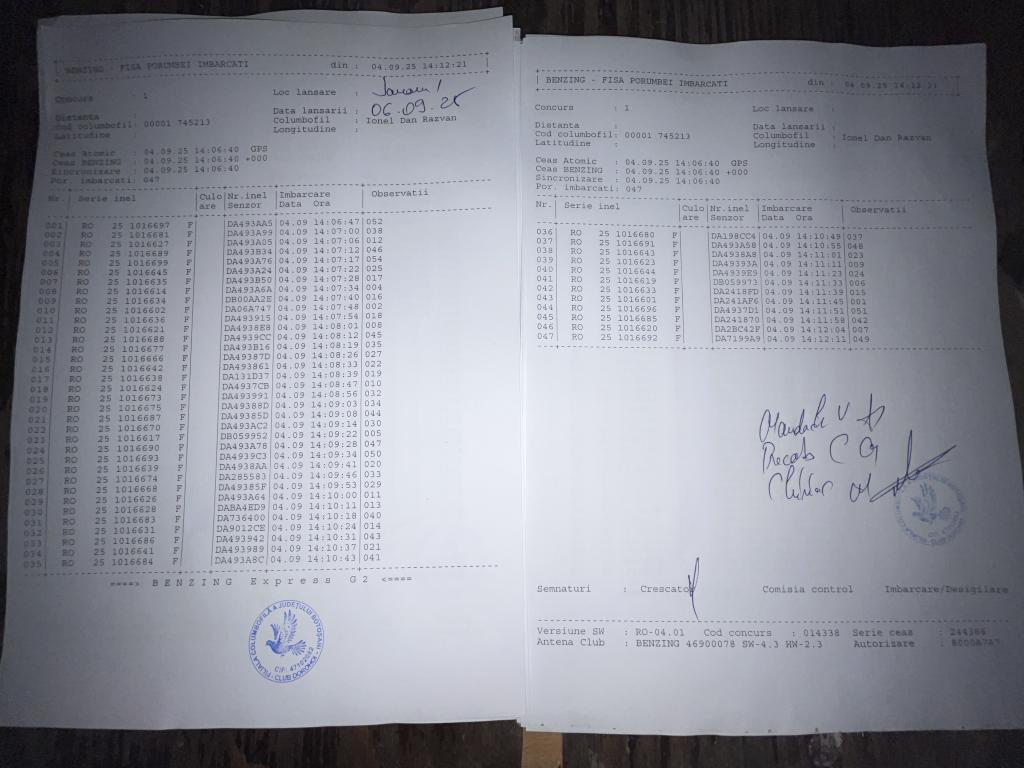 BENZING - FISA PORUMBEI IMBARCATI din : 04.09.25 14:12:21
Concurs : 1 Loc lansare :
Distanta : Data lansarii : 06.09.25
Cod columbofil: 00001 745213 Columbofil : Ionel Dan Razvan
Latitudine : Longitudine :
Ceas Atomic : 04.09.25 14:06:40 GPS
Ceas BENZING : 04.09.25 14:06:40 +000
Sincronizare : 04.09.25 14:06:40
Por. imbarcati: 047
Nr. Serie inel Culo Nr.inel Imbarcare Observatii
are Senzor Data Ora
001 RO 25 1016697 F DA493AA5 04.09 14:06:47 052
002 RO 25 1016681 F DA493A99 04.09 14:07:00 038
003 RO 25 1016627 F DA493A05 04.09 14:07:06 012
004 RO 25 1016689 F DA493B34 04.09 14:07:12 046
005 RO 25 1016699 F DA493A76 04.09 14:07:17 054
006 RO 25 1016645 F DA493A24 04.09 14:07:22 025
007 RO 25 1016635 F DA493B50 04.09 14:07:28 017
008 RO 25 1016614 F DA493A6A 04.09 14:07:34 004
009 RO 25 1016634 F DB00AA2E 04.09 14:07:40 016
010 RO 25 1016602 F DA06A747 04.09 14:07:48 002
011 RO 25 1016636 F DA493915 04.09 14:07:54 018
012 RO 25 1016621 F DA4938E8 04.09 14:08:01 008
013 RO 25 1016688 F DA4939CC 04.09 14:08:12 045
014 RO 25 1016677 F DA493B16 04.09 14:08:19 035
015 RO 25 1016666 F DA49387D 04.09 14:08:26 027
016 RO 25 1016642 F DA493861 04.09 14:08:33 022
017 RO 25 1016638 F DA131D37 04.09 14:08:39 019
018 RO 25 1016624 F DA4937CB 04.09 14:08:47 010
019 RO 25 1016673 F DA493991 04.09 14:08:56 032
020 RO 25 1016675 F DA49388D 04.09 14:09:03 034
021 RO 25 1016687 F DA49385D 04.09 14:09:08 044
022 RO 25 1016670 F DA493AC2 04.09 14:09:14 030
023 RO 25 1016617 F DB059952 04.09 14:09:22 005
024 RO 25 1016690 F DA493A78 04.09 14:09:28 047
025 RO 25 1016693 F DA4939C3 04.09 14:09:34 050
026 RO 25 1016639 F DA4938AA 04.09 14:09:41 020
027 RO 25 1016674 F DA285583 04.09 14:09:46 033
028 RO 25 1016668 F DA49385F 04.09 14:09:53 029
029 RO 25 1016626 F DA493A64 04.09 14:10:00 011
030 RO 25 1016628 F DABA4ED9 04.09 14:10:11 013
031 RO 25 1016683 F DA736400 04.09 14:10:18 040
032 RO 25 1016631 F DA9012CE 04.09 14:10:24 014
033 RO 25 1016686 F DA493942 04.09 14:10:31 043
034 RO 25 1016641 F DA493989 04.09 14:10:37 021
035 RO 25 1016684 F DA493A8C 04.09 14:10:43 041
====> BENZING Express G2 <====
FILIALA COLUMBOFILĂ A JUDEŢULUI BOTOŞANI
CLUB DOROHOI
BENZING - FISA PORUMBEI IMBARCATI din : 04.09.25 14:12:21
Concurs : 1 Loc lansare :
Distanta : Data lansarii :
Cod columbofil: 00001 745213 Columbofil : Ionel Dan Razvan
Latitudine : Longitudine :
Ceas Atomic : 04.09.25 14:06:40 GPS
Ceas BENZING : 04.09.25 14:06:40 +000
Sincronizare : 04.09.25 14:06:40
Por. imbarcati: 047
Nr. Serie inel Culo Nr.inel Imbarcare Observatii
are Senzor Data Ora
036 RO 25 1016680 F DA198CC4 04.09 14:10:49 037
037 RO 25 1016691 F DA493A58 04.09 14:10:55 048
038 RO 25 1016643 F DA4938A8 04.09 14:11:01 023
039 RO 25 1016623 F DA49393A 04.09 14:11:11 009
040 RO 25 1016644 F DA4939E9 04.09 14:11:23 024
041 RO 25 1016619 F DB059973 04.09 14:11:33 006
042 RO 25 1016633 F DA2418FD 04.09 14:11:39 015
043 RO 25 1016601 F DA241AF6 04.09 14:11:45 001
044 RO 25 1016696 F DA4937D1 04.09 14:11:51 051
045 RO 25 1016685 F DA241870 04.09 14:11:58 042
046 RO 25 1016620 F DA2BC42F 04.09 14:12:04 007
047 RO 25 1016692 F DA7199A9 04.09 14:12:11 049
Semnaturi : Crescator Comisia control Imbarcare/Desigilare
Versiune SW : RO-04.01 Cod concurs : 014338 Serie ceas : 244386
Antena Club : BENZING 46900078 SW-4.3 HW-2.3 Autorizare : 8000A7A7